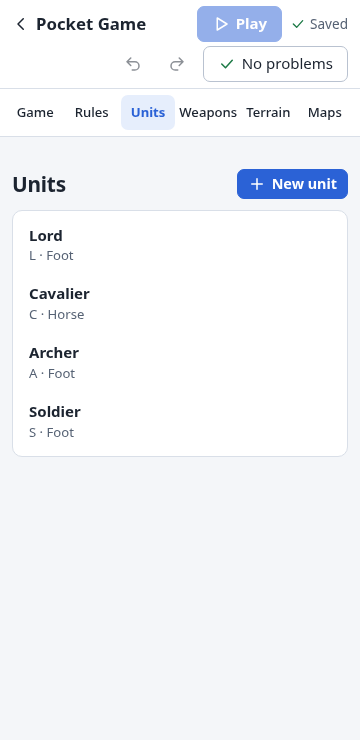 Pocket Game
Play
Saved
No problems
Game
Rules
Units
Weapons
Terrain
Maps
Units
New unit
Lord
L · Foot
Cavalier
C · Horse
Archer
A · Foot
Soldier
S · Foot